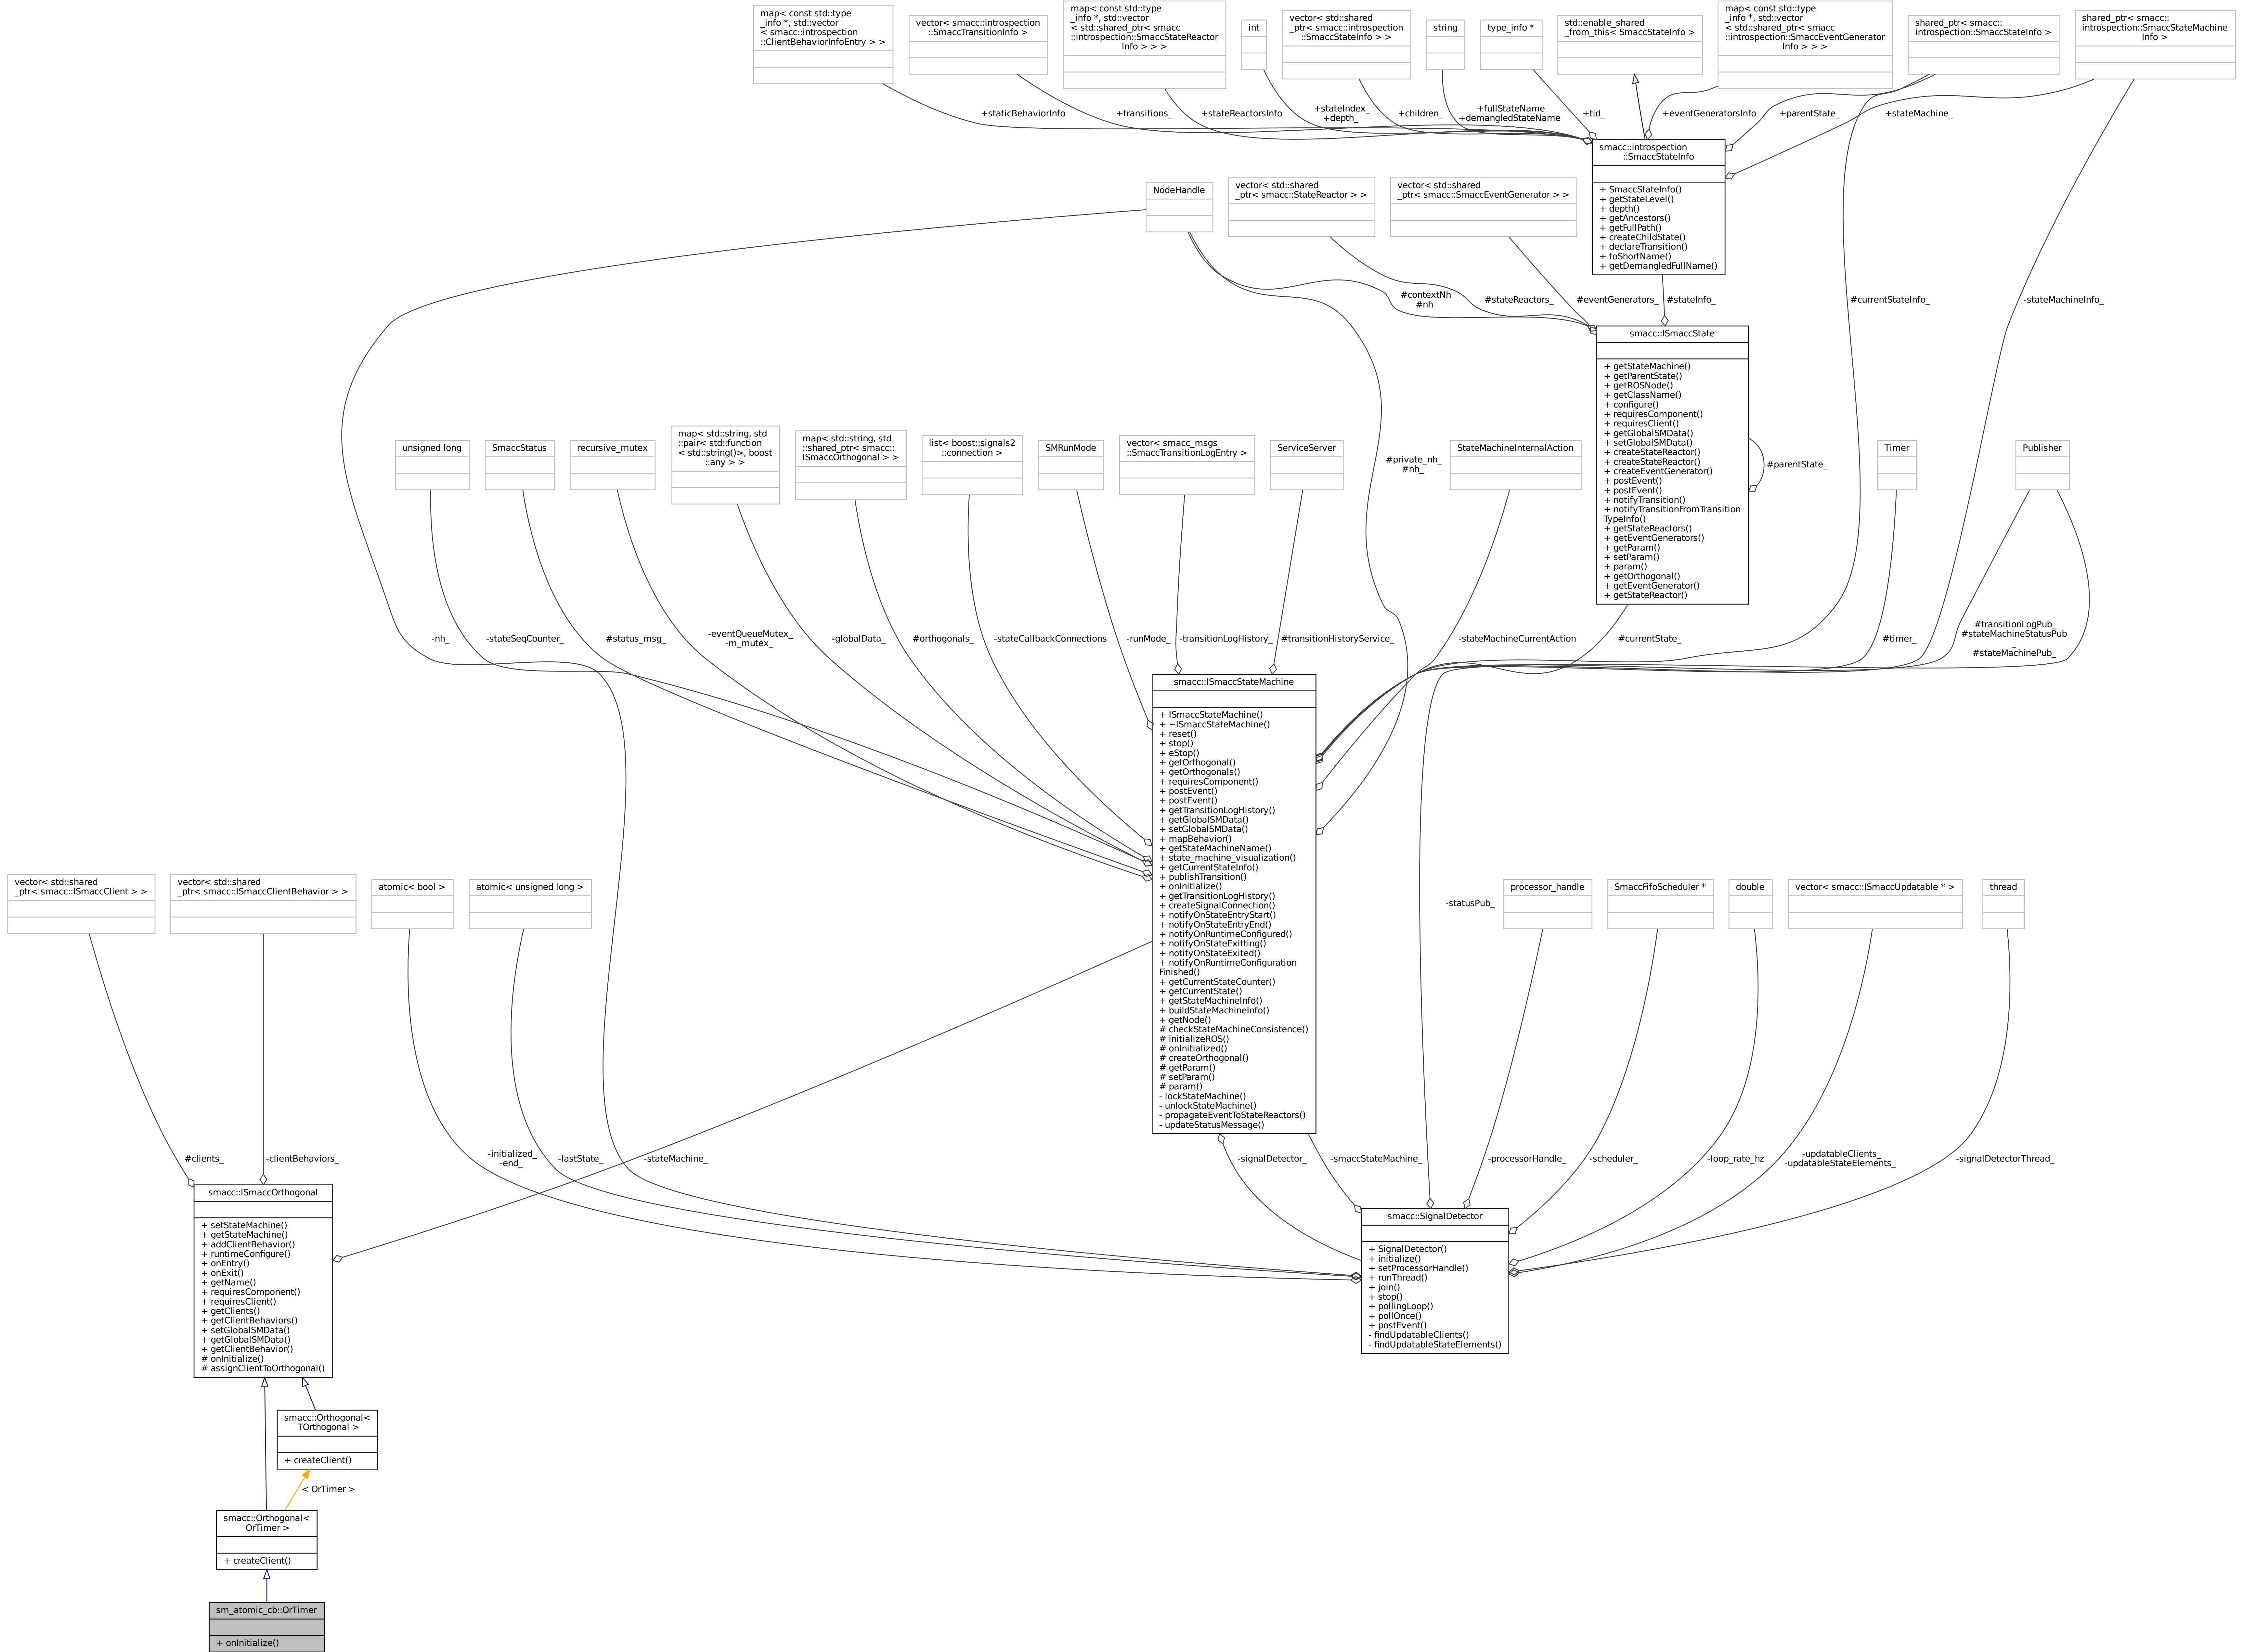 map< const std::type
_info *, std::vector
< smacc::introspection
::ClientBehaviorInfoEntry > >
vector< smacc::introspection
::SmaccTransitionInfo >
map< const std::type
_info *, std::vector
< std::shared_ptr< smacc
::introspection::SmaccStateReactor
Info > > >
int
vector< std::shared
_ptr< smacc::introspection
::SmaccStateInfo > >
string
type_info *
std::enable_shared
_from_this< SmaccStateInfo >
map< const std::type
_info *, std::vector
< std::shared_ptr< smacc
::introspection::SmaccEventGenerator
Info > > >
shared_ptr< smacc::
introspection::SmaccStateInfo >
shared_ptr< smacc::
introspection::SmaccStateMachine
Info >
+staticBehaviorInfo
+transitions_
+stateReactorsInfo
+stateIndex_
+depth_
+children_
+fullStateName
+demangledStateName
+tid_
+eventGeneratorsInfo
+parentState_
+stateMachine_
smacc::introspection
::SmaccStateInfo
+ SmaccStateInfo()
+ getStateLevel()
+ depth()
+ getAncestors()
+ getFullPath()
+ createChildState()
+ declareTransition()
+ toShortName()
+ getDemangledFullName()
NodeHandle
vector< std::shared
_ptr< smacc::StateReactor > >
vector< std::shared
_ptr< smacc::SmaccEventGenerator > >
#contextNh
#nh
#stateReactors_
#eventGenerators_
#stateInfo_
#currentStateInfo_
-stateMachineInfo_
smacc::ISmaccState
+ getStateMachine()
+ getParentState()
+ getROSNode()
+ getClassName()
+ configure()
+ requiresComponent()
+ requiresClient()
+ getGlobalSMData()
+ setGlobalSMData()
+ createStateReactor()
+ createStateReactor()
+ createEventGenerator()
+ postEvent()
+ postEvent()
+ notifyTransition()
+ notifyTransitionFromTransition
TypeInfo()
+ getStateReactors()
+ getEventGenerators()
+ getParam()
+ setParam()
+ param()
+ getOrthogonal()
+ getEventGenerator()
+ getStateReactor()
#parentState_
unsigned long
SmaccStatus
recursive_mutex
map< std::string, std
::pair< std::function
< std::string()>, boost
::any > >
map< std::string, std
::shared_ptr< smacc::
ISmaccOrthogonal > >
list< boost::signals2
::connection >
SMRunMode
vector< smacc_msgs
::SmaccTransitionLogEntry >
ServiceServer
#private_nh_
#nh_
StateMachineInternalAction
Timer
Publisher
-nh_
-stateSeqCounter_
#status_msg_
-eventQueueMutex_
-m_mutex_
-globalData_
#orthogonals_
-stateCallbackConnections
-runMode_
-transitionLogHistory_
#transitionHistoryService_
-stateMachineCurrentAction
#currentState_
#timer_
#transitionLogPub_
#stateMachineStatusPub
_
#stateMachinePub_
smacc::ISmaccStateMachine
+ ISmaccStateMachine()
+ ~ISmaccStateMachine()
+ reset()
+ stop()
+ eStop()
+ getOrthogonal()
+ getOrthogonals()
+ requiresComponent()
+ postEvent()
+ postEvent()
+ getTransitionLogHistory()
+ getGlobalSMData()
+ setGlobalSMData()
+ mapBehavior()
+ getStateMachineName()
+ state_machine_visualization()
+ getCurrentStateInfo()
+ publishTransition()
+ onInitialize()
+ getTransitionLogHistory()
+ createSignalConnection()
+ notifyOnStateEntryStart()
+ notifyOnStateEntryEnd()
+ notifyOnRuntimeConfigured()
+ notifyOnStateExitting()
+ notifyOnStateExited()
+ notifyOnRuntimeConfiguration
Finished()
+ getCurrentStateCounter()
+ getCurrentState()
+ getStateMachineInfo()
+ buildStateMachineInfo()
+ getNode()
# checkStateMachineConsistence()
# initializeROS()
# onInitialized()
# createOrthogonal()
# getParam()
# setParam()
# param()
- lockStateMachine()
- unlockStateMachine()
- propagateEventToStateReactors()
- updateStatusMessage()
vector< std::shared
_ptr< smacc::ISmaccClient > >
vector< std::shared
_ptr< smacc::ISmaccClientBehavior > >
atomic< bool >
atomic< unsigned long >
-statusPub_
processor_handle
SmaccFifoScheduler *
double
vector< smacc::ISmaccUpdatable * >
thread
#clients_
-clientBehaviors_
-initialized_
-end_
-lastState_
-stateMachine_
-signalDetector_
-smaccStateMachine_
-processorHandle_
-scheduler_
-loop_rate_hz
-updatableClients_
-updatableStateElements_
-signalDetectorThread_
smacc::ISmaccOrthogonal
+ setStateMachine()
+ getStateMachine()
+ addClientBehavior()
+ runtimeConfigure()
+ onEntry()
+ onExit()
+ getName()
+ requiresComponent()
+ requiresClient()
+ getClients()
+ getClientBehaviors()
+ setGlobalSMData()
+ getGlobalSMData()
+ getClientBehavior()
# onInitialize()
# assignClientToOrthogonal()
smacc::SignalDetector
+ SignalDetector()
+ initialize()
+ setProcessorHandle()
+ runThread()
+ join()
+ stop()
+ pollingLoop()
+ pollOnce()
+ postEvent()
- findUpdatableClients()
- findUpdatableStateElements()
smacc::Orthogonal<
TOrthogonal >
+ createClient()
< OrTimer >
smacc::Orthogonal<
OrTimer >
+ createClient()
sm_atomic_cb::OrTimer
+ onInitialize()